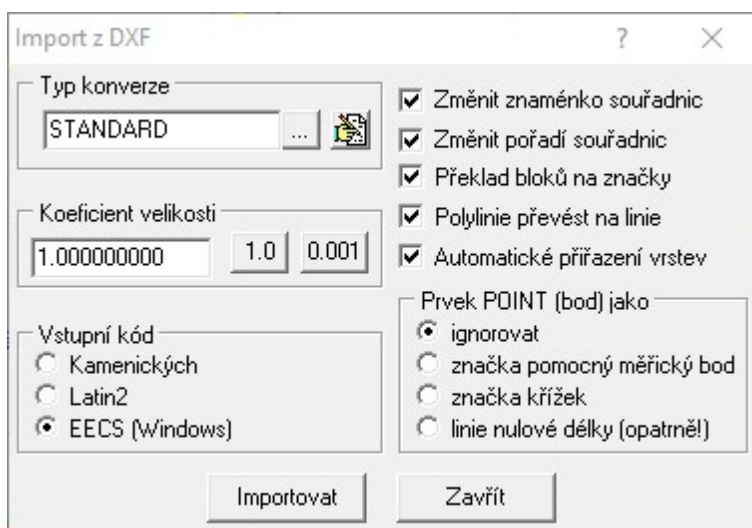 Import z DXF
?
Typ konverze
STANDARD
...
Koeficient velikosti
1.000000000
1.0
0.001
Vstupní kód
Kamenických
Latin2
EECS (Windows)
Změnit znaménko souřadnic
Změnit pořadí souřadnic
Překlad bloků na značky
Polylinie převést na linie
Automatické přiřazení vrstev
Prvek POINT (bod) jako
ignorovat
značka pomocný měřický bod
značka křížek
linie nulové délky (opatrně!)
Importovat
Zavřít